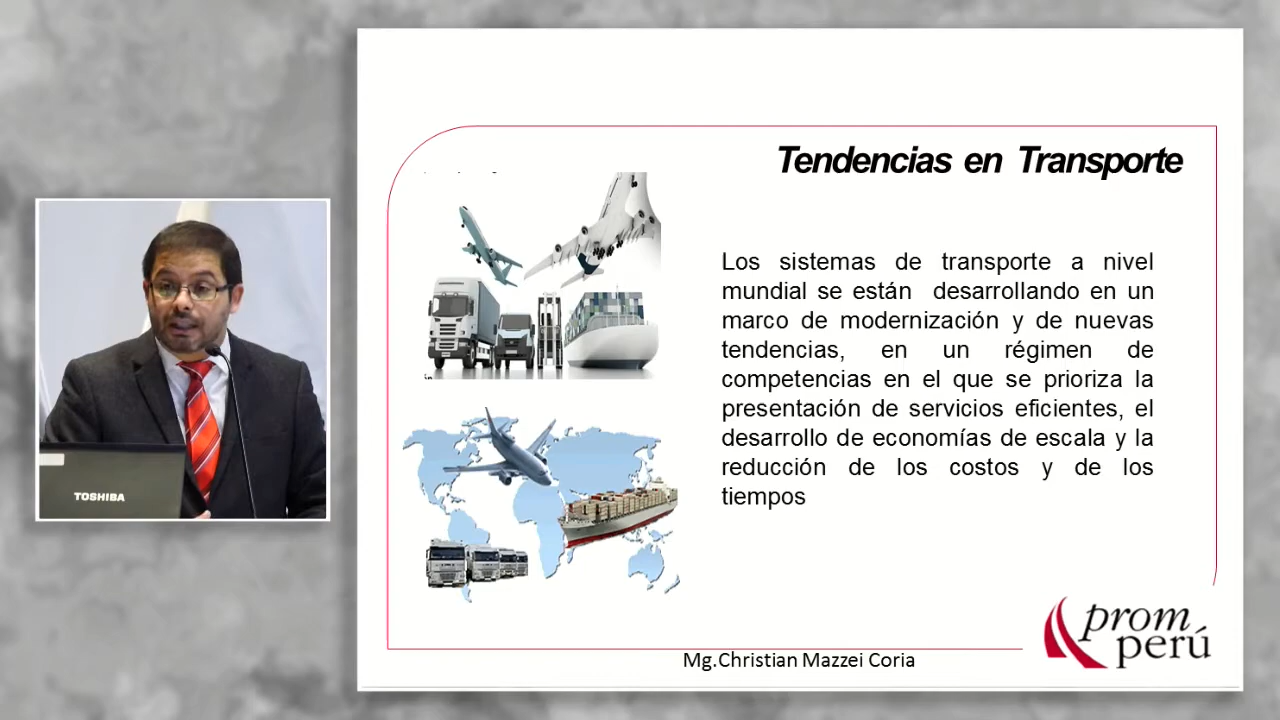 Tendencias en Transporte
Los sistemas de transporte a nivel
mundial se están desarrollando en un
marco de modernización y de nuevas
tendencias, en un régimen de
competencias en el que se prioriza la
presentación de servicios eficientes, el
desarrollo de economías de escala y la
reducción de los costos y de los
tiempos
TOSHIBA
prom
perú
Mg.Christian Mazzei Coria